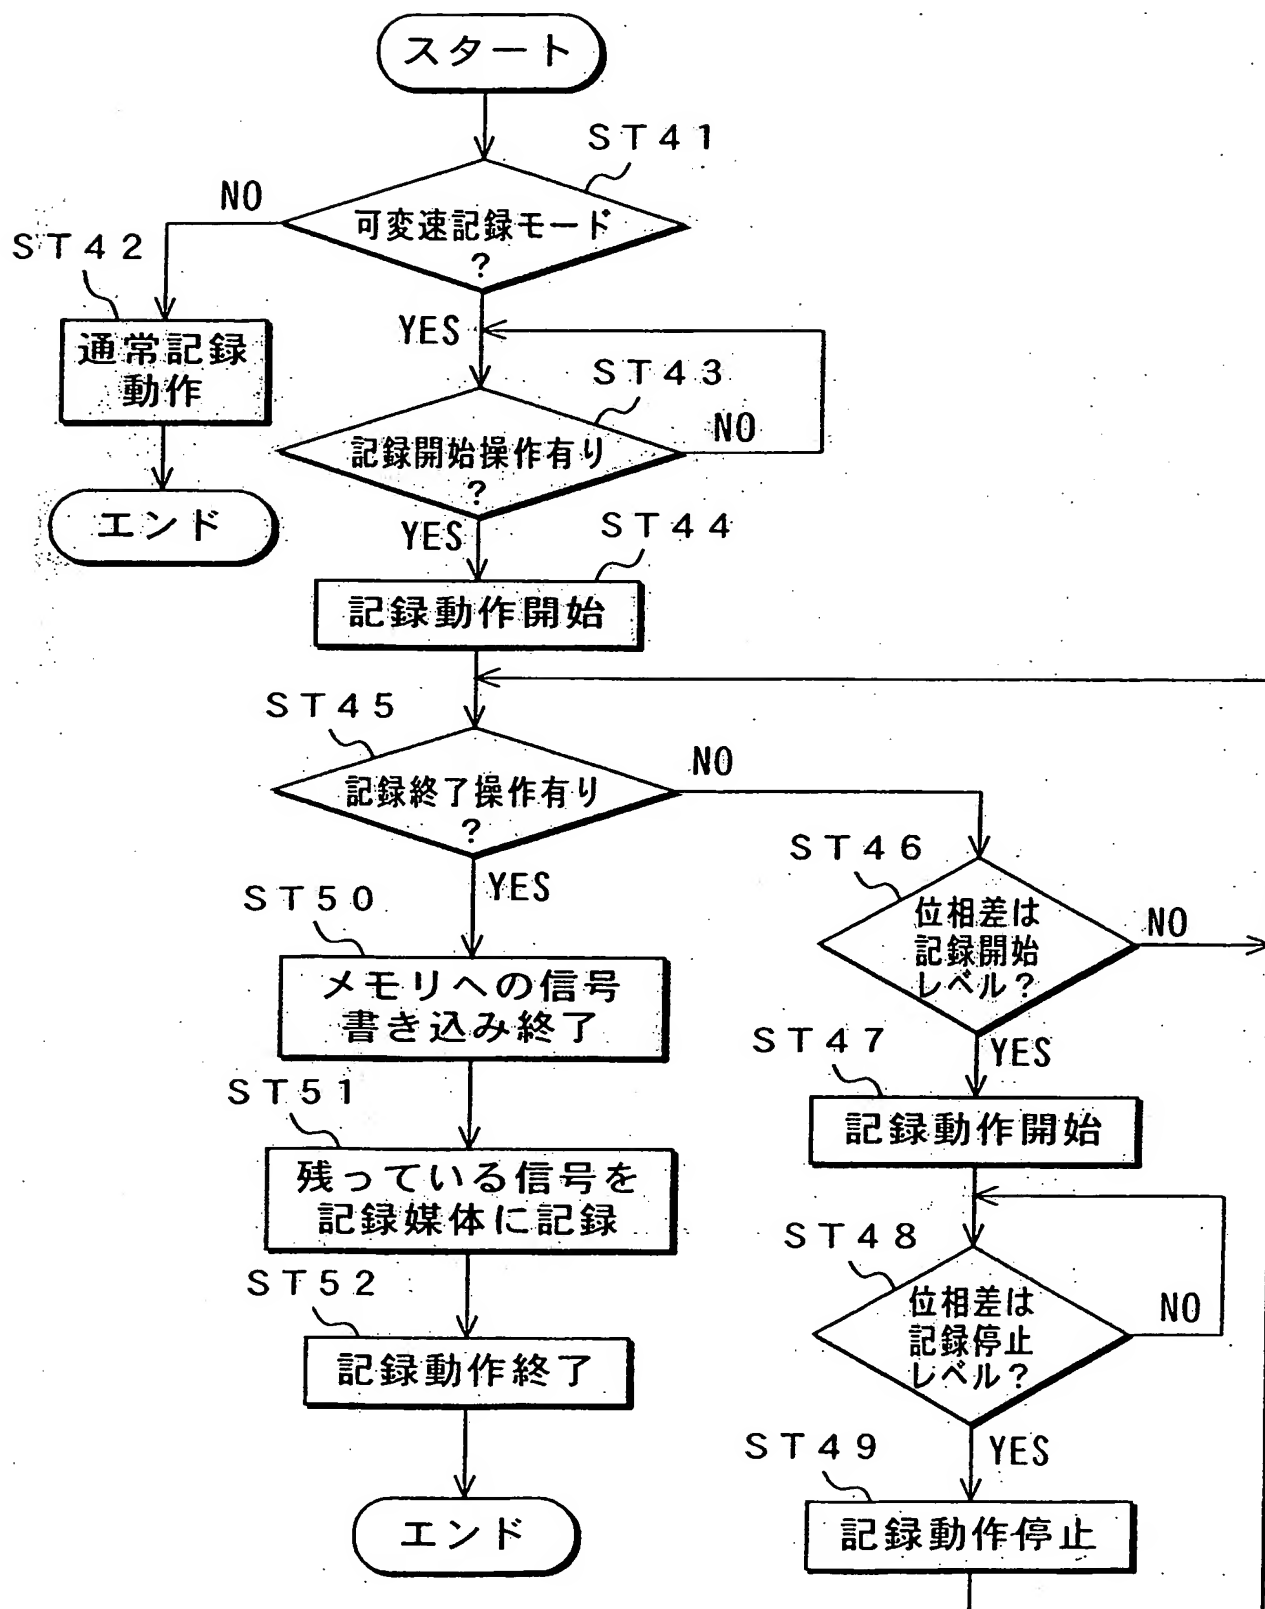 スタート
ST41
NO
可変速記録モード
?
ST42
YES
通常記録
動作
ST43
NO
記録開始操作有り
?
エンド
YES
ST44
記録動作開始
ST45
NO
記録終了操作有り
?
ST46
YES
ST50
位相差は
記録開始
レベル?
NO
メモリへの信号
書き込み終了
ST47
YES
ST51
記録動作開始
残っている信号を
記録媒体に記録
ST48
ST52
位相差は
記録停止
レベル?
NO
記録動作終了
ST49
YES
エンド
記録動作停止